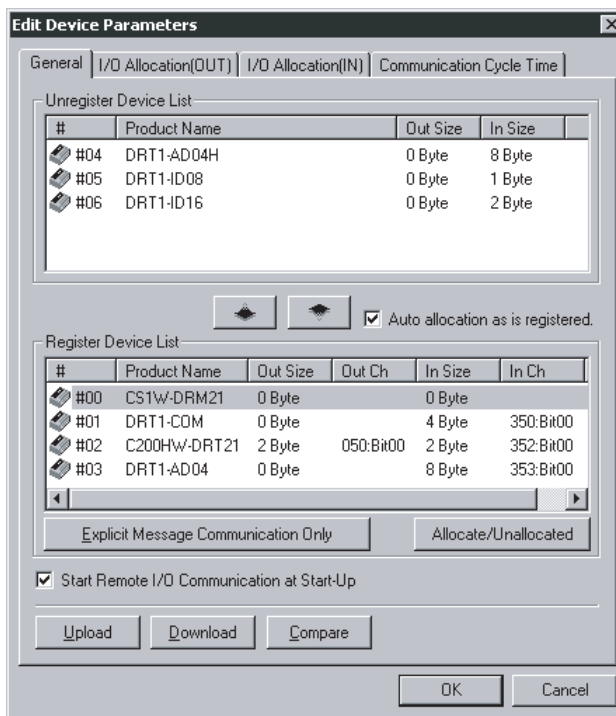 Edit Device Parameters
General I/O Allocation(OUT) I/O Allocation(IN) Communication Cycle Time
Unregister Device List
# Product Name Out Size In Size
#04 DRT1-AD04H 0 Byte 8 Byte
#05 DRT1-ID08 0 Byte 1 Byte
#06 DRT1-ID16 0 Byte 2 Byte
Auto allocation as is registered.
Register Device List
# Product Name Out Size Out Ch In Size In Ch
#00 CS1W-DRM21 0 Byte 0 Byte
#01 DRT1-COM 0 Byte 4 Byte 350:Bit00
#02 C200HW-DRT21 2 Byte 050:Bit00 2 Byte 352:Bit00
#03 DRT1-AD04 0 Byte 8 Byte 353:Bit00
Explicit Message Communication Only Allocate/Unallocated
Start Remote I/O Communication at Start-Up
Upload Download Compare
OK Cancel